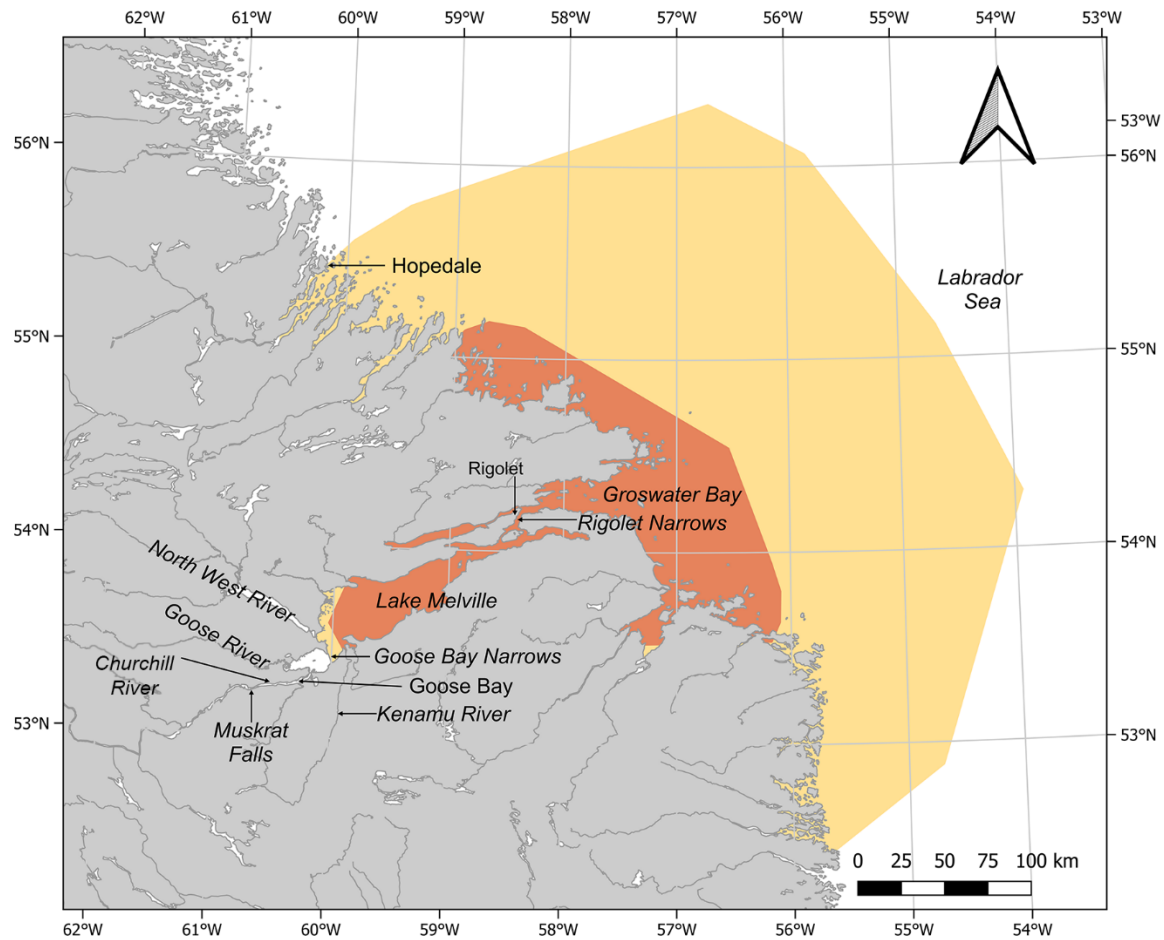 62°W 61°W 60°W 59°W 58°W 57°W 56°W 55°W 54°W 53°W
53°W
56°N
56°N
Labrador
Sea
Hopedale
55°N
55°N
Rigolet
Groswater Bay
Rigolet Narrows
54°N
54°N
North West River
Lake Melville
Goose River
Goose Bay Narrows
Churchill
River
Goose Bay
Kenamu River
Muskrat
Falls
53°N
53°N
0 25 50 75 100 km
62°W 61°W 60°W 59°W 58°W 57°W 56°W 55°W 54°W